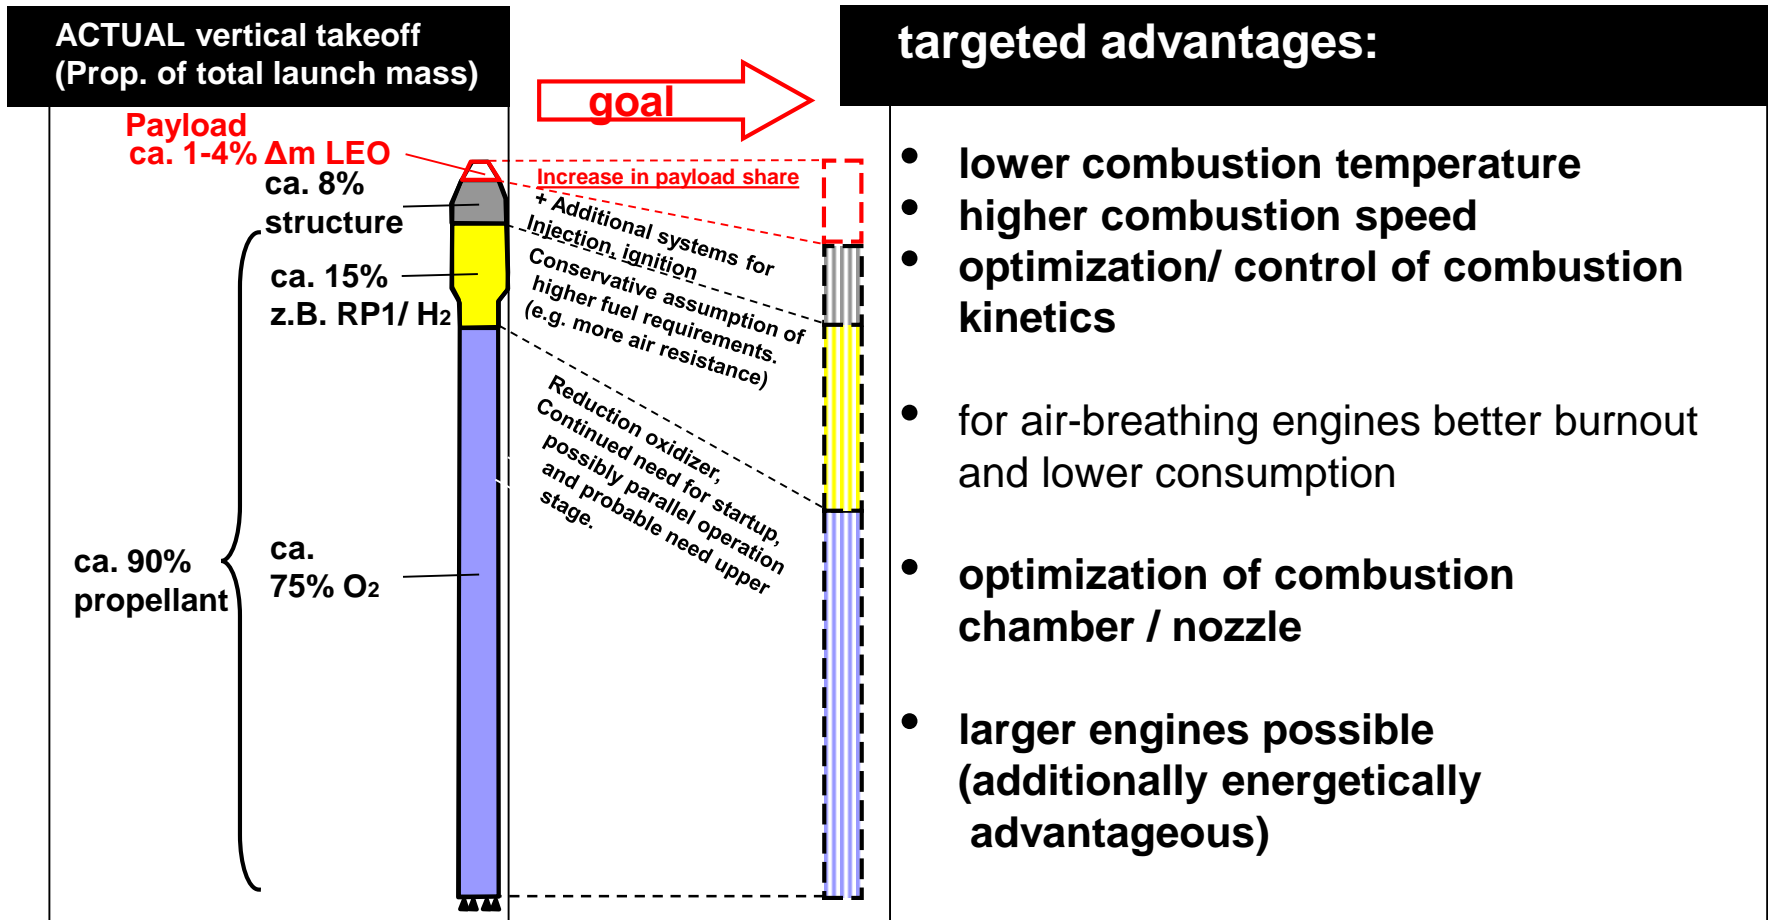 ACTUAL vertical takeoff
(Prop. of total launch mass)
Payload
ca. 1-4% Δm LEO
ca. 8%
structure
ca. 15%
z.B. RP1/ H2
ca. 90%
propellant
ca.
75% O2
goal
Increase in payload share
+ Additional systems for
Injection, ignition
Conservative assumption of
higher fuel requirements.
(e.g. more air resistance)
Reduction oxidizer,
Continued need for startup,
possibly parallel operation
and probable need upper
stage.
targeted advantages:
• lower combustion temperature
• higher combustion speed
• optimization/ control of combustion
kinetics
• for air-breathing engines better burnout
and lower consumption
• optimization of combustion
chamber / nozzle
• larger engines possible
(additionally energetically
advantageous)